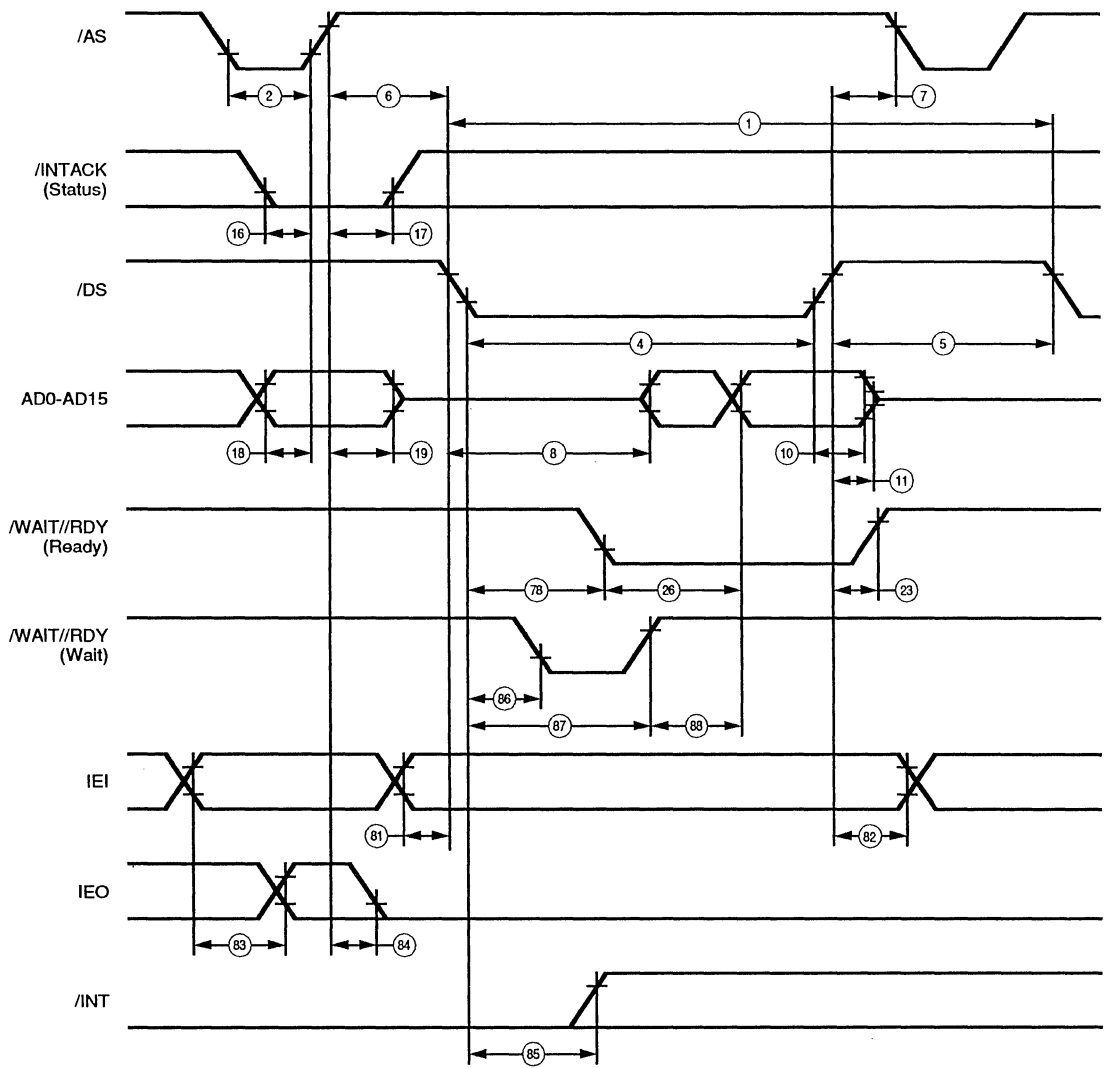 /AS
2
6
7
1
/INTACK
(Status)
16
17
/DS
4
5
AD0-AD15
18
19
8
10
11
/WAIT//RDY
(Ready)
78
26
23
/WAIT//RDY
(Wait)
86
87
88
IEI
81
82
IEO
83
84
/INT
85